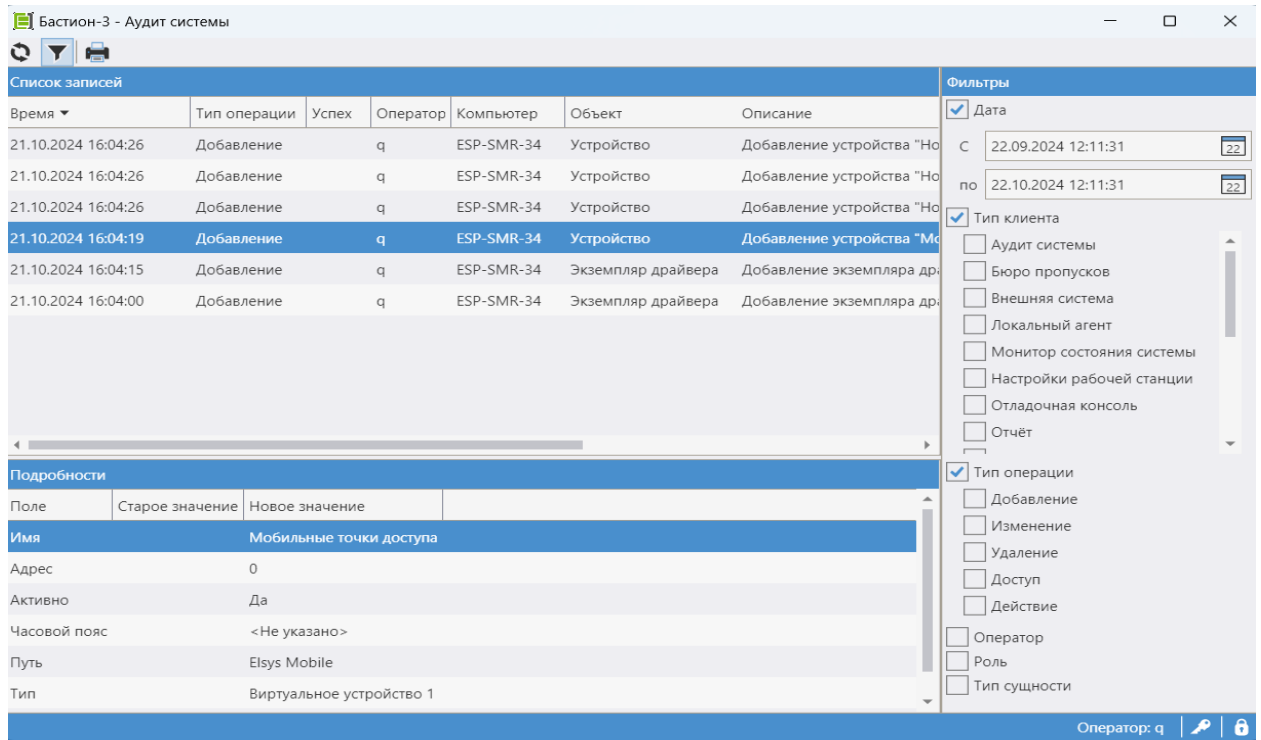 Бастион-3 - Аудит системы
Список записей
Время Тип операции Успех Оператор Компьютер Объект Описание
21.10.2024 16:04:26 Добавление q ESP-SMR-34 Устройство Добавление устройства "Но
21.10.2024 16:04:26 Добавление q ESP-SMR-34 Устройство Добавление устройства "Но
21.10.2024 16:04:26 Добавление q ESP-SMR-34 Устройство Добавление устройства "Но
21.10.2024 16:04:19 Добавление q ESP-SMR-34 Устройство Добавление устройства "Мо
21.10.2024 16:04:15 Добавление q ESP-SMR-34 Экземпляр драйвера Добавление экземпляра дра
21.10.2024 16:04:00 Добавление q ESP-SMR-34 Экземпляр драйвера Добавление экземпляра дра
Подробности
Поле Старое значение Новое значение
Имя Мобильные точки доступа
Адрес 0
Активно Да
Часовой пояс <Не указано>
Путь Elsys Mobile
Тип Виртуальное устройство 1
Фильтры
Дата
С 22.09.2024 12:11:31 22
по 22.10.2024 12:11:31 22
Тип клиента
Аудит системы
Бюро пропусков
Внешняя система
Локальный агент
Монитор состояния системы
Настройки рабочей станции
Отладочная консоль
Отчёт
Тип операции
Добавление
Изменение
Удаление
Доступ
Действие
Оператор
Роль
Тип сущности
Оператор: q